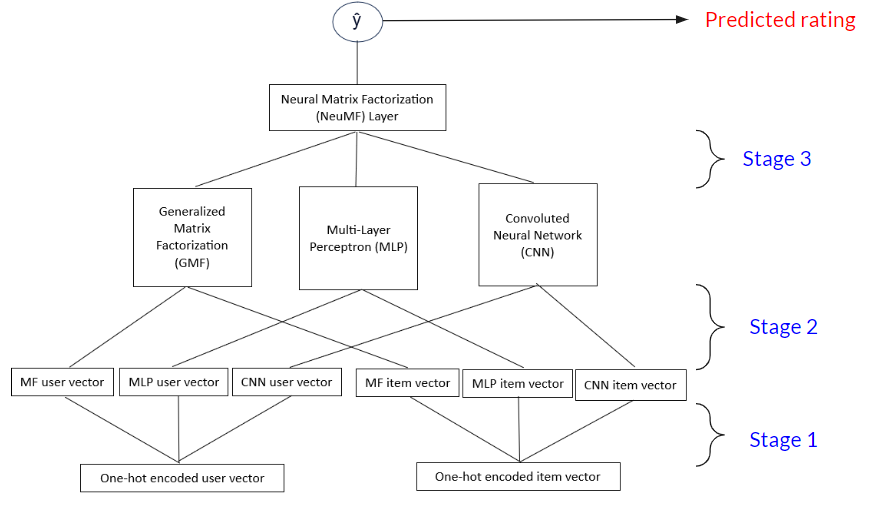 ŷ
Predicted rating
Neural Matrix Factorization
(NeuMF) Layer
Stage 3
Generalized
Matrix
Factorization
(GMF)
Multi-Layer
Perceptron (MLP)
Convoluted
Neural Network
(CNN)
Stage 2
MF user vector
MLP user vector
CNN user vector
MF item vector
MLP item vector
CNN item vector
Stage 1
One-hot encoded user vector
One-hot encoded item vector